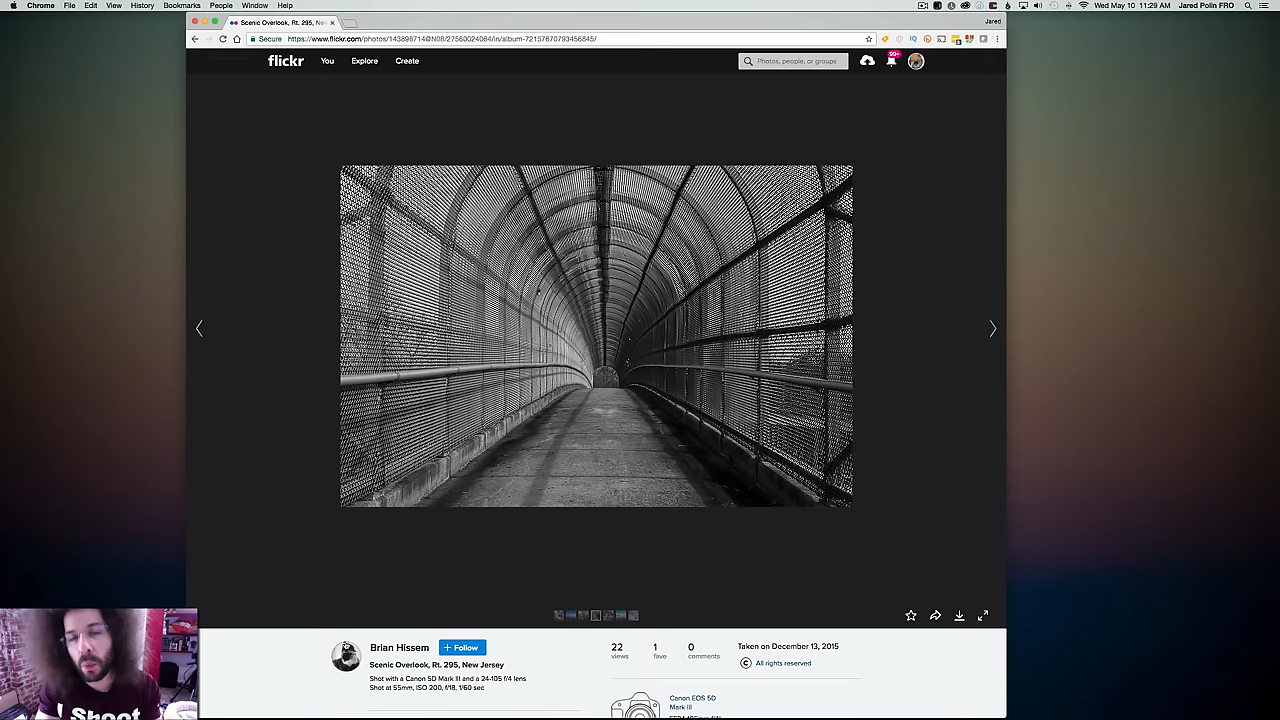 Chrome File Edit View History Bookmarks People Window Help
Wed May 10 11:29 AM Jared Polin FRO
Scenic Overlook, Rt. 295, New
Jared
Secure https://www.flickr.com/photos/143898714@N08/27560024064/in/album-72157670793456845/
flickr You Explore Create
Photos, people, or groups
99+
Brian Hissem
+ Follow
Scenic Overlook, Rt. 295, New Jersey
Shot with a Canon 5D Mark III and a 24-105 f/4 lens
Shot at 55mm, ISO 200, f/18, 1/60 sec
22
views
1
fave
0
comments
Taken on December 13, 2015
All rights reserved
Canon EOS 5D
Mark III
I Shoot